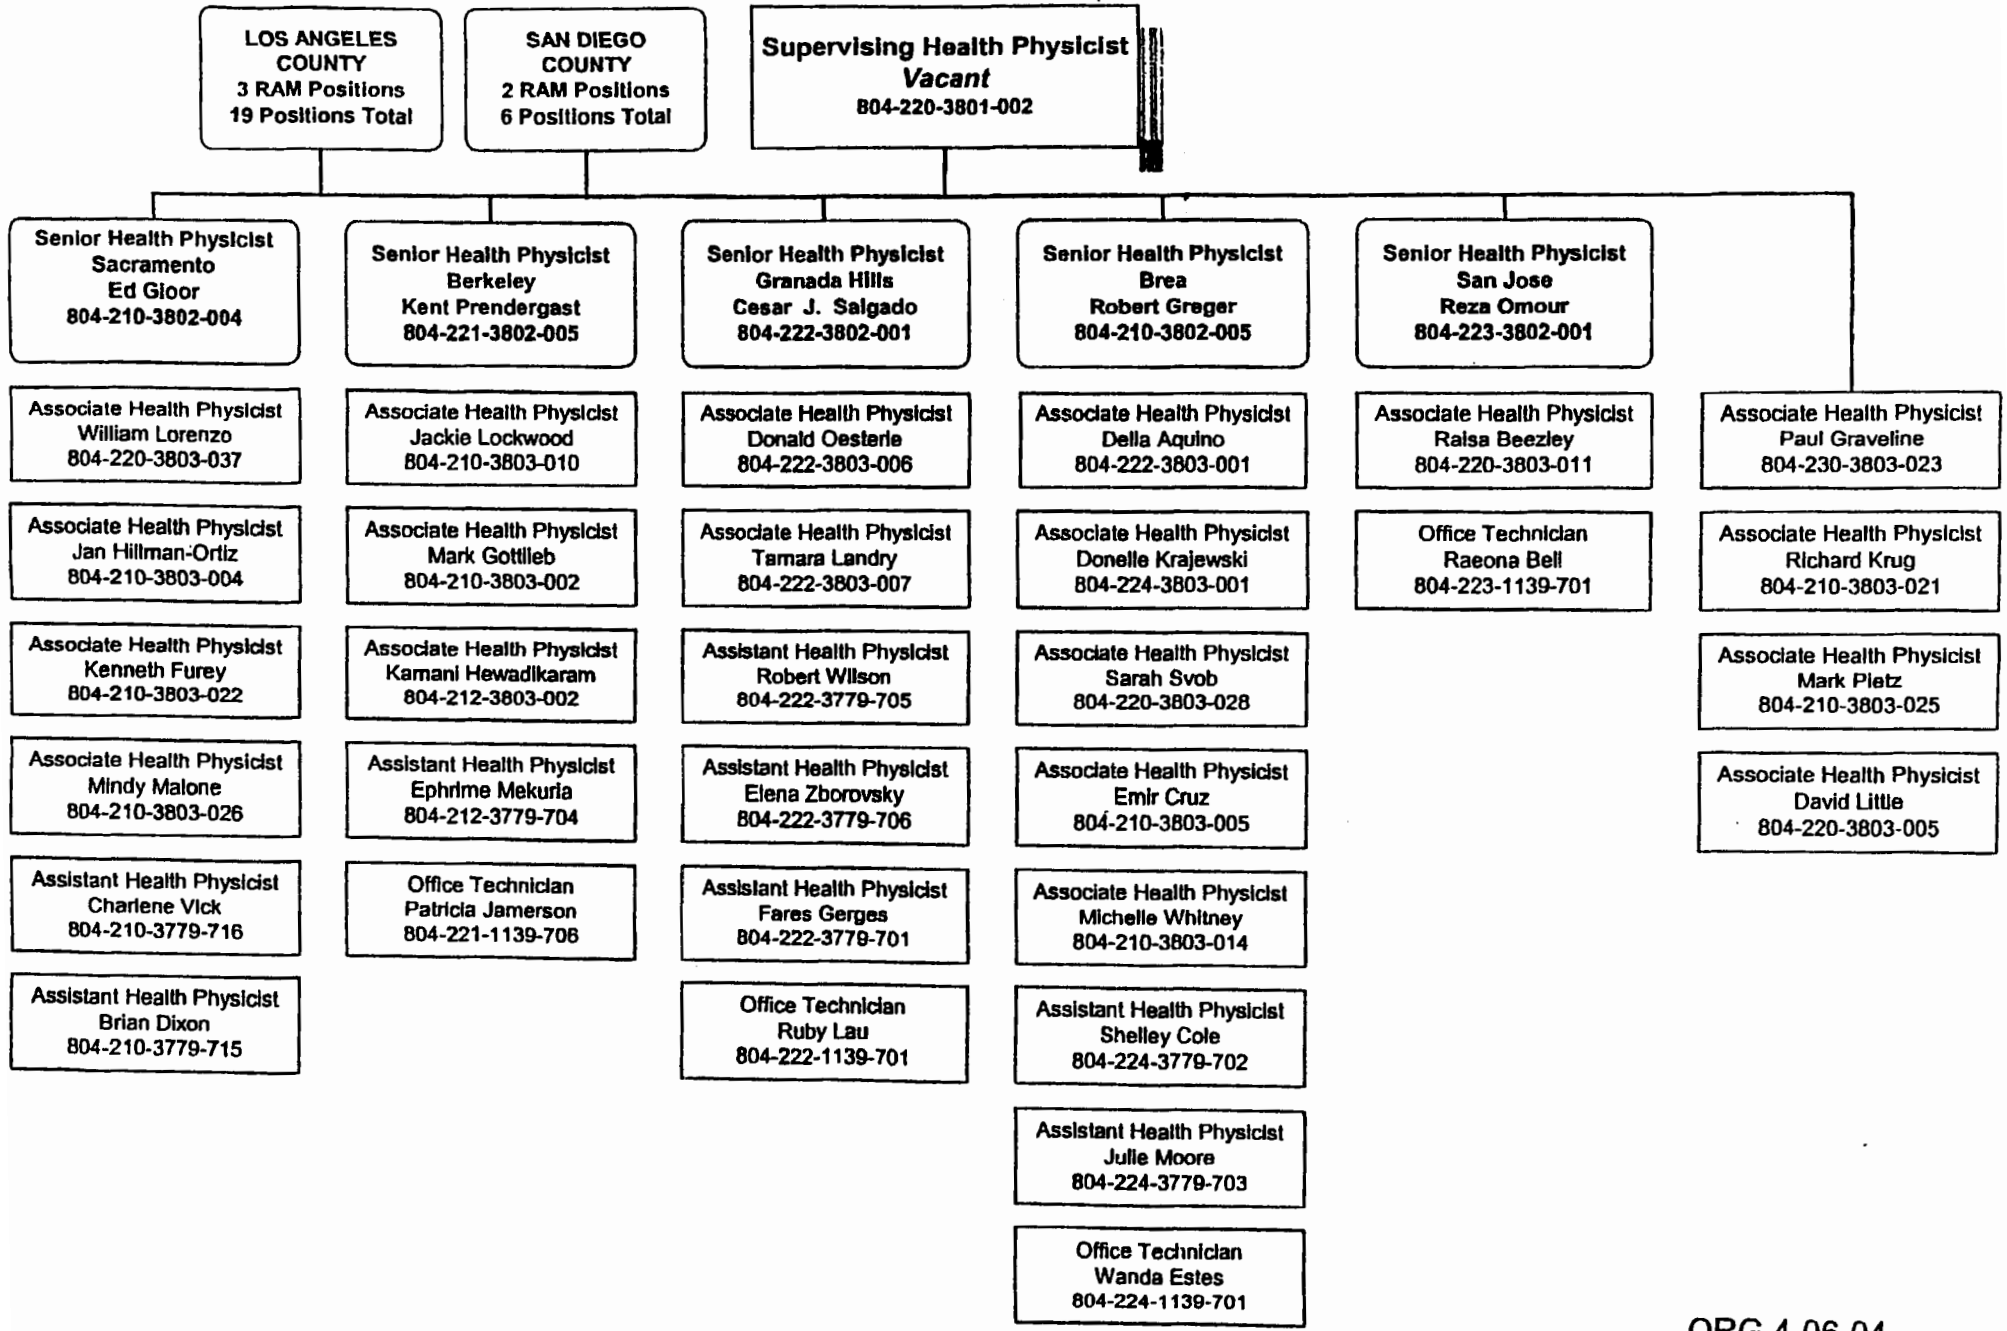 LOS ANGELES
COUNTY
3 RAM Positions
19 Positions Total
SAN DIEGO
COUNTY
2 RAM Positions
6 Positions Total
Supervising Health Physicist
Vacant
804-220-3801-002
Senior Health Physicist
Sacramento
Ed Gloor
804-210-3802-004
Associate Health Physicist
William Lorenzo
804-220-3803-037
Associate Health Physicist
Jan Hillman-Ortiz
804-210-3803-004
Associate Health Physicist
Kenneth Furey
804-210-3803-022
Associate Health Physicist
Mindy Malone
804-210-3803-026
Assistant Health Physicist
Charlene Vick
804-210-3779-716
Assistant Health Physicist
Brian Dixon
804-210-3779-715
Senior Health Physicist
Berkeley
Kent Prendergast
804-221-3802-005
Associate Health Physicist
Jackie Lockwood
804-210-3803-010
Associate Health Physicist
Mark Gottlieb
804-210-3803-002
Associate Health Physicist
Kamani Hewadikaram
804-212-3803-002
Assistant Health Physicist
Ephrime Mekuria
804-212-3779-704
Office Technician
Patricia Jamerson
804-221-1139-706
Senior Health Physicist
Granada Hills
Cesar J. Salgado
804-222-3802-001
Associate Health Physicist
Donald Oesterle
804-222-3803-006
Associate Health Physicist
Tamara Landry
804-222-3803-007
Assistant Health Physicist
Robert Wilson
804-222-3779-705
Assistant Health Physicist
Elena Zborovsky
804-222-3779-706
Assistant Health Physicist
Fares Gerges
804-222-3779-701
Office Technician
Ruby Lau
804-222-1139-701
Senior Health Physicist
Brea
Robert Greger
804-210-3802-005
Associate Health Physicist
Della Aquino
804-222-3803-001
Associate Health Physicist
Donelle Krajewski
804-224-3803-001
Associate Health Physicist
Sarah Svob
804-220-3803-028
Associate Health Physicist
Emir Cruz
804-210-3803-005
Associate Health Physicist
Michelle Whitney
804-210-3803-014
Assistant Health Physicist
Shelley Cole
804-224-3779-702
Assistant Health Physicist
Julie Moore
804-224-3779-703
Office Technician
Wanda Estes
804-224-1139-701
Senior Health Physicist
San Jose
Reza Omour
804-223-3802-001
Associate Health Physicist
Raisa Beezley
804-220-3803-011
Office Technician
Raeona Bell
804-223-1139-701
Associate Health Physicist
Paul Graveline
804-230-3803-023
Associate Health Physicist
Richard Krug
804-210-3803-021
Associate Health Physicist
Mark Pietz
804-210-3803-025
Associate Health Physicist
David Little
804-220-3803-005
ORG 4-06-04